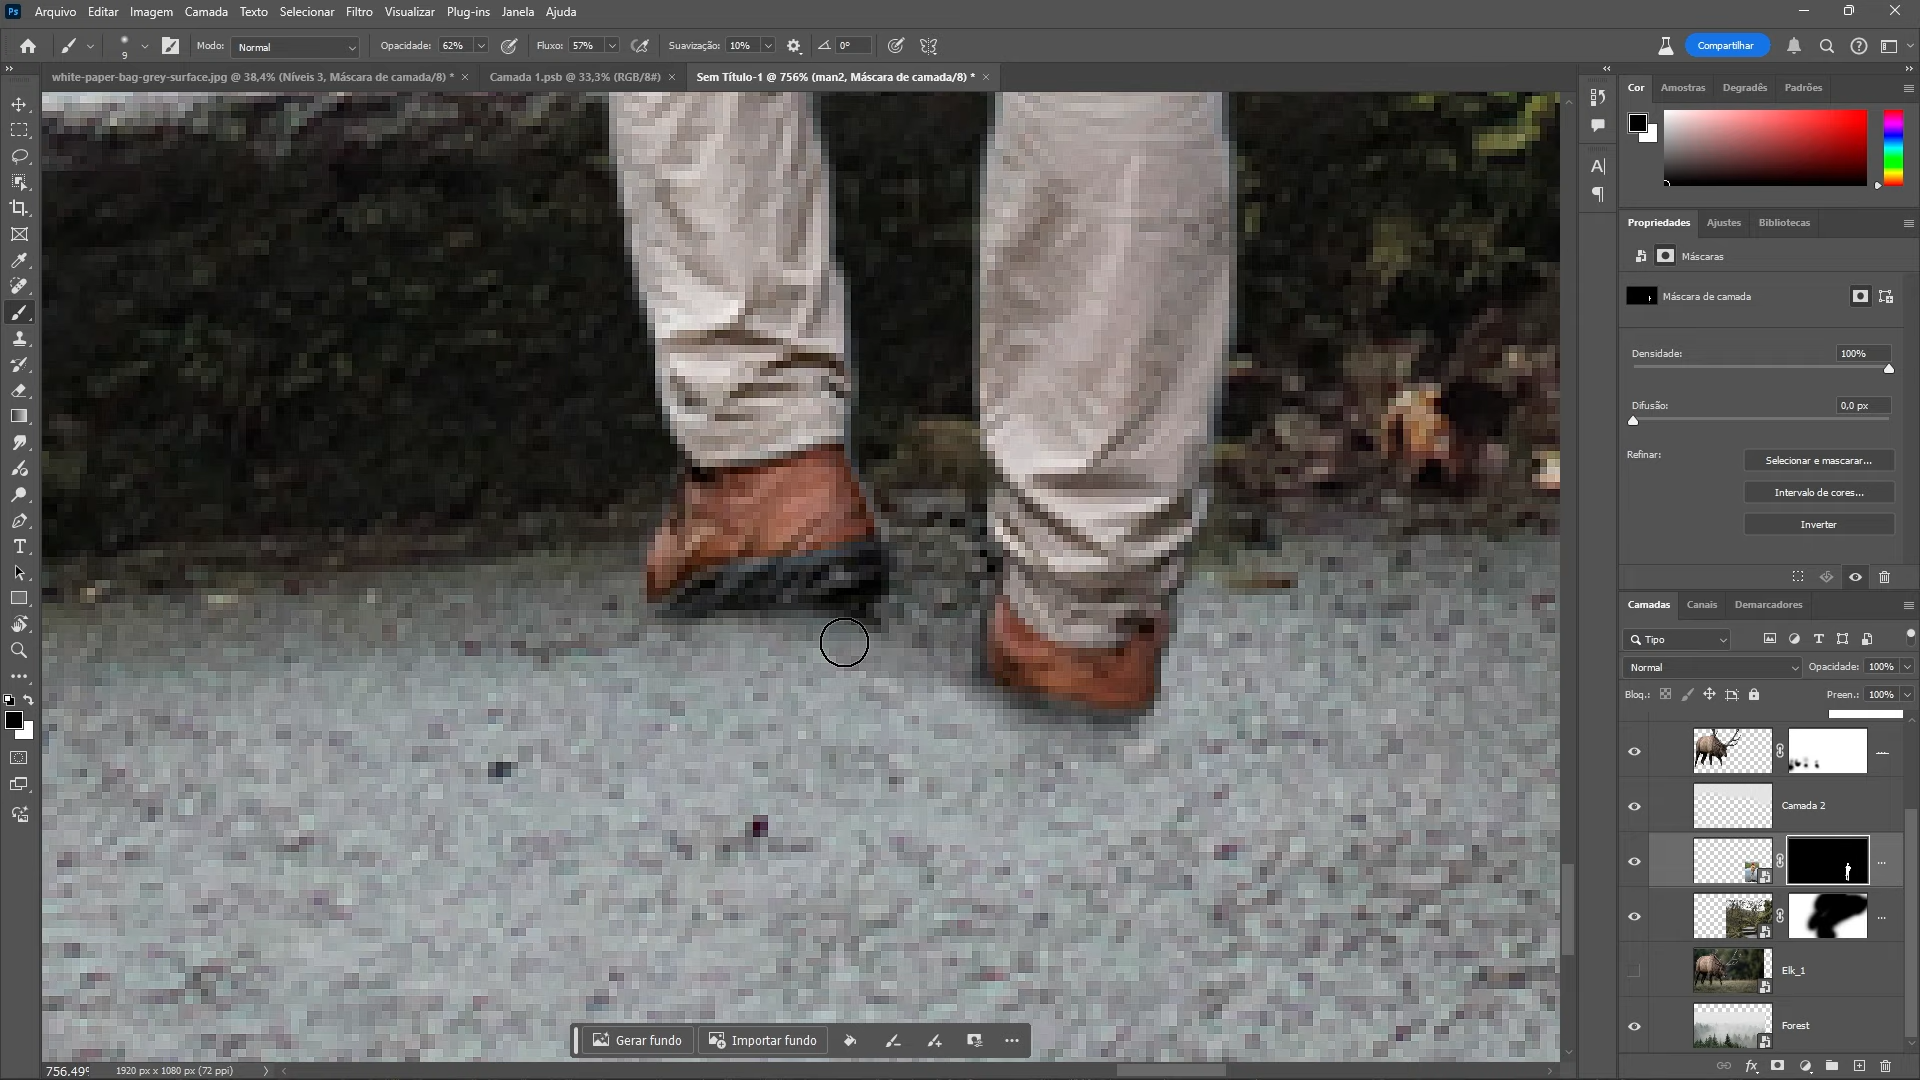 Ps Arquivo Editar Imagem Camada Texto Selecionar Filtro Visualizar Plug-ins Janela Ajuda
9 Modo: Normal Opacidade: 62% Fluxo: 57% Suavização: 10% 0° Compartilhar
white-paper-bag-grey-surface.jpg @ 38,4% (Níveis 3, Máscara de camada/8) * × Camada 1.psb @ 33,3% (RGB/8#) × Sem Título-1 @ 756% (man2, Máscara de camada/8) * ×
Cor Amostras Degradês Padrões
Propriedades Ajustes Bibliotecas
Máscaras
Máscara de camada
Densidade: 100%
Difusão: 0,0 px
Refinar: Selecionar e mascarar...
Intervalo de cores...
Inverter
Camadas Canais Demarcadores
Tipo
Normal Opacidade: 100%
Bloq.: Preen.: 100%
Camada 2
...
...
Elk_1
Forest
Gerar fundo Importar fundo ...
756,49% 1920 px x 1080 px (72 ppi)